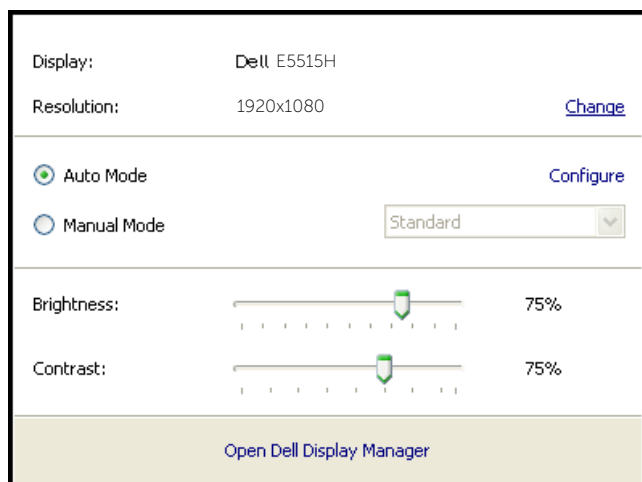 Display: Dell E5515H
Resolution: 1920x1080 Change
Auto Mode Configure
Manual Mode Standard
Brightness: 75%
Contrast: 75%
Open Dell Display Manager